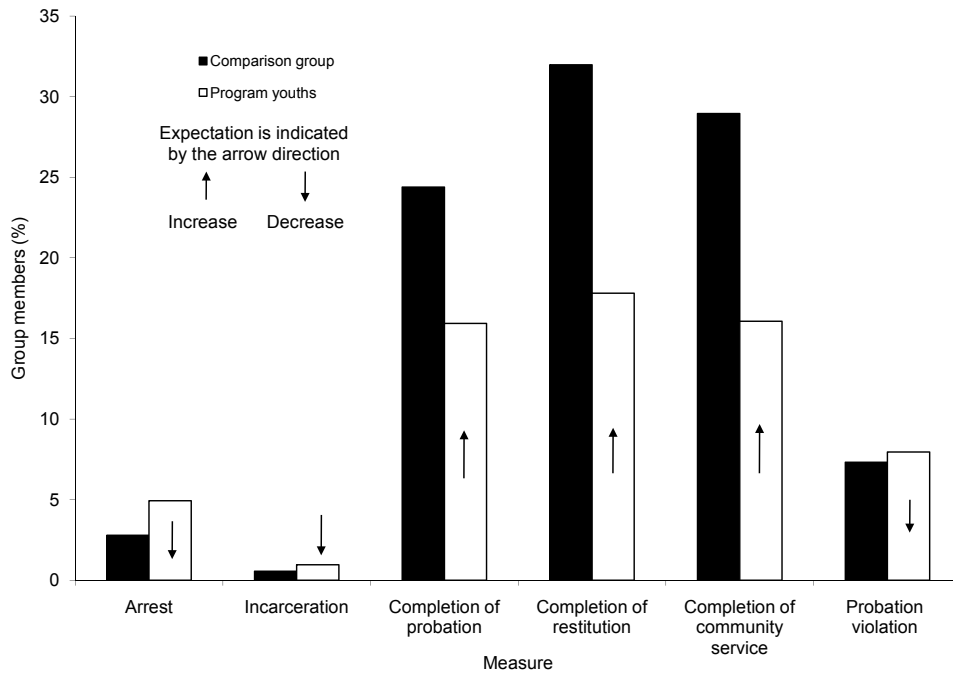 35
30
25
20
15
10
5
0
Group members (%)
Comparison group
Program youths
Expectation is indicated
by the arrow direction
Increase Decrease
Arrest
Incarceration
Completion of
probation
Completion of
restitution
Completion of
community
service
Probation
violation
Measure